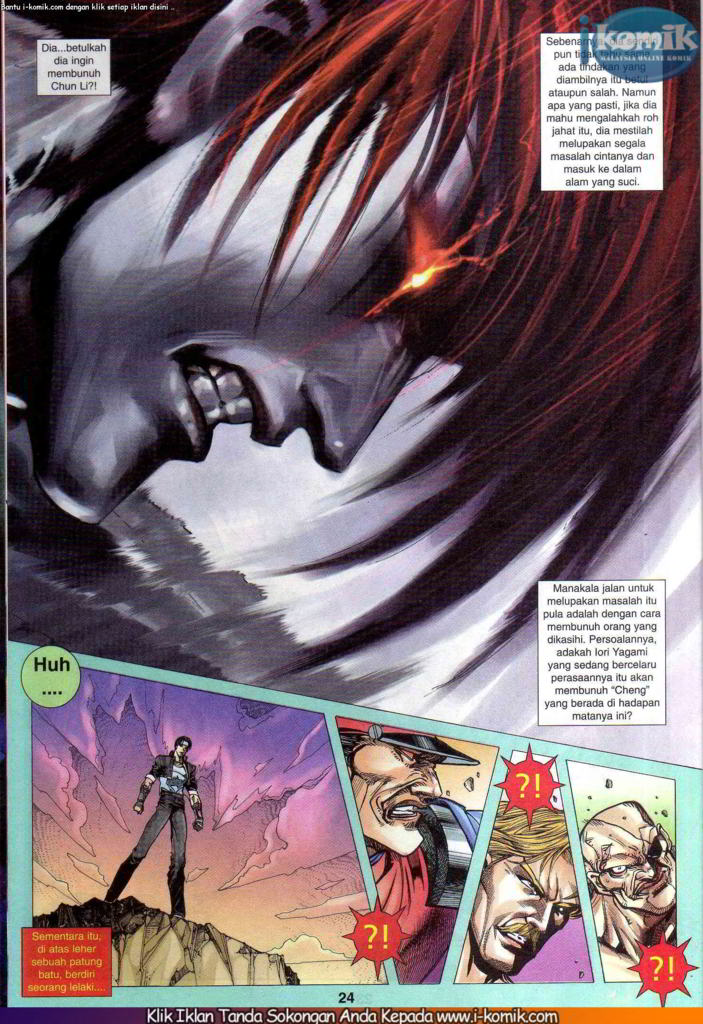 Bantu i-komik.com dengan klik setiap iklan disini ..
ikomik
MALAYSIA ONLINE KOMIK
Dia...betulkah
dia ingin
membunuh
Chun Li?!
Sebenarnya, dia sendiri
pun tidak tahu sama
ada tindakan yang
diambilnya itu betul
ataupun salah. Namun
apa yang pasti, jika dia
mahu mengalahkah roh
jahat itu, dia mestilah
melupakan segala
masalah cintanya dan
masuk ke dalam
alam yang suci.
Manakala jalan untuk
melupakan masalah itu
pula adalah dengan cara
membunuh orang yang
dikasihi. Persoalannya,
adakah Iori Yagami
yang sedang bercelaru
perasaannya itu akan
membunuh “Cheng”
yang berada di hadapan
matanya ini?
Huh
....
Sementara itu,
di atas leher
sebuah patung
batu, berdiri
seorang lelaki....
?!
?!
?!
24
Klik Iklan Tanda Sokongan Anda Kepada www.i-komik.com